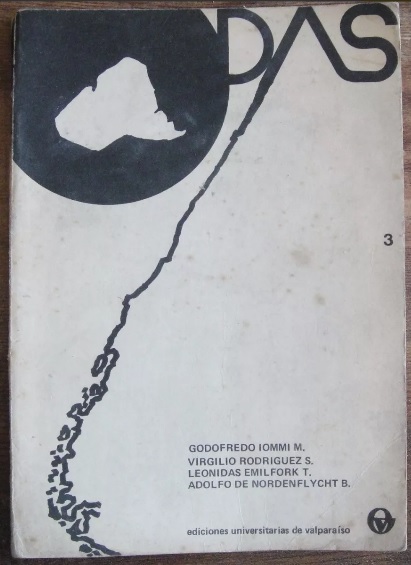 ODAS
3
GODOFREDO IOMMI M.
VIRGILIO RODRIGUEZ S.
LEONIDAS EMILFORK T.
ADOLFO DE NORDENFLYCHT B.
ediciones universitarias de valparaíso